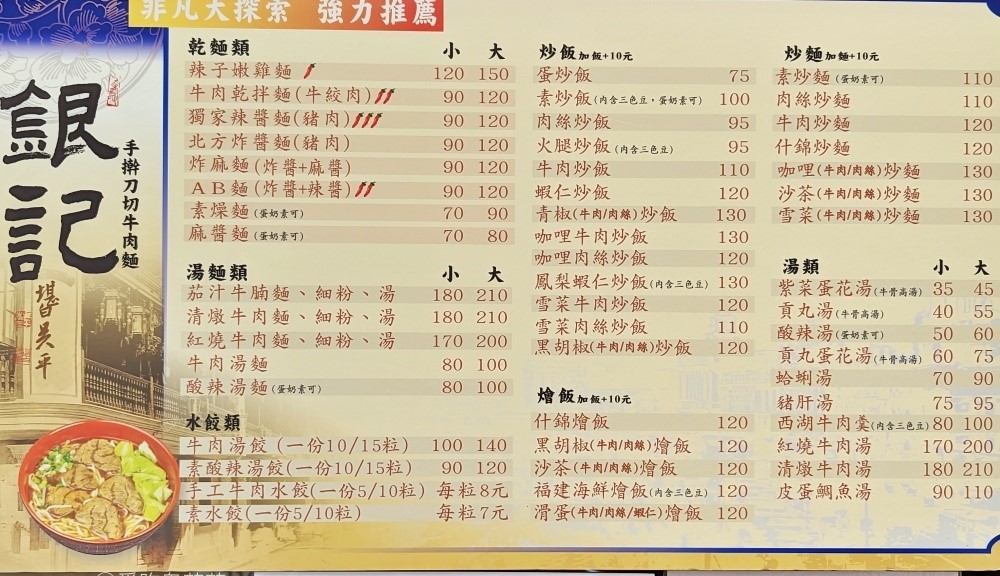 非凡大探索 強力推薦
銀記
手擀刀切牛肉麵
乾麵類 小 大
辣子嫩雞麵 120 150
牛肉乾拌麵(牛絞肉) 90 120
獨家辣醬麵(豬肉) 90 120
北方炸醬麵(豬肉) 90 120
炸麻麵(炸醬+麻醬) 90 120
AB麵(炸醬+辣醬) 90 120
素燥麵(蛋奶素可) 70 90
麻醬麵(蛋奶素可) 70 80
湯麵類 小 大
茄汁牛腩麵、細粉、湯 180 210
清燉牛肉麵、細粉、湯 180 210
紅燒牛肉麵、細粉、湯 170 200
牛肉湯麵 80 100
酸辣湯麵(蛋奶素可) 80 100
水餃類
牛肉湯餃(一份10/15粒) 100 140
素酸辣湯餃(一份10/15粒) 90 120
手工牛肉水餃(一份5/10粒) 每粒8元
素水餃(一份5/10粒) 每粒7元
炒飯加飯+10元
蛋炒飯 75
素炒飯(內含三色豆,蛋奶素可) 100
肉絲炒飯 95
火腿炒飯(內含三色豆) 95
牛肉炒飯 110
蝦仁炒飯 120
青椒(牛肉/肉絲)炒飯 130
咖哩牛肉炒飯 130
咖哩肉絲炒飯 120
鳳梨蝦仁炒飯(內含三色豆) 130
雪菜牛肉炒飯 120
雪菜肉絲炒飯 110
黑胡椒(牛肉/肉絲)炒飯 120
燴飯加飯+10元
什錦燴飯 120
黑胡椒(牛肉/肉絲)燴飯 120
沙茶(牛肉/肉絲)燴飯 120
福建海鮮燴飯(內含三色豆) 120
滑蛋(牛肉/肉絲/蝦仁)燴飯 120
炒麵加麵+10元
素炒麵(蛋奶素可) 110
肉絲炒麵 110
牛肉炒麵 120
什錦炒麵 120
咖哩(牛肉/肉絲)炒麵 130
沙茶(牛肉/肉絲)炒麵 130
雪菜(牛肉/肉絲)炒麵 130
湯類 小 大
紫菜蛋花湯(牛骨高湯) 35 45
貢丸湯(牛骨高湯) 40 55
酸辣湯(蛋奶素可) 50 60
貢丸蛋花湯(牛骨高湯) 60 75
蛤蜊湯 70 90
豬肝湯 75 95
西湖牛肉羹(內含三色豆) 80 100
紅燒牛肉湯 170 200
清燉牛肉湯 180 210
皮蛋鯛魚湯 90 110